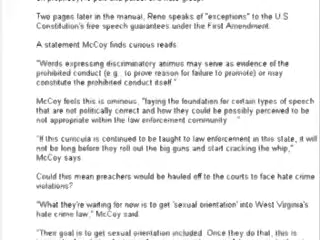 Two pages later in the manual, Reno speaks of "exceptions" to the U.S
Constitution's free speech guarantees under the First Amendment.
A statement McCoy finds curious reads:
"Words expressing discriminatory animus may serve as evidence of the
prohibited conduct (e.g.: to prove reason for failure to promote) or may
constitute the prohibited conduct itself."
McCoy feels this is ominous: "laying the foundation for certain types of speech
that are not politically correct and how they could possibly be perceived to be
not appropriate within the law enforcement community . . ."
"If this curricula is continued to be taught to law enforcement in this state, it will
not be long before they roll out the big guns and start cracking the whip,"
McCoy says.
Could this mean preachers would be hauled off to the courts to face hate crime
violations?
"What they're waiting for now is to get 'sexual orientation' into West Virginia's
hate crime law," McCoy said.
"Their goal is to get sexual orientation included. Once they do that, this is